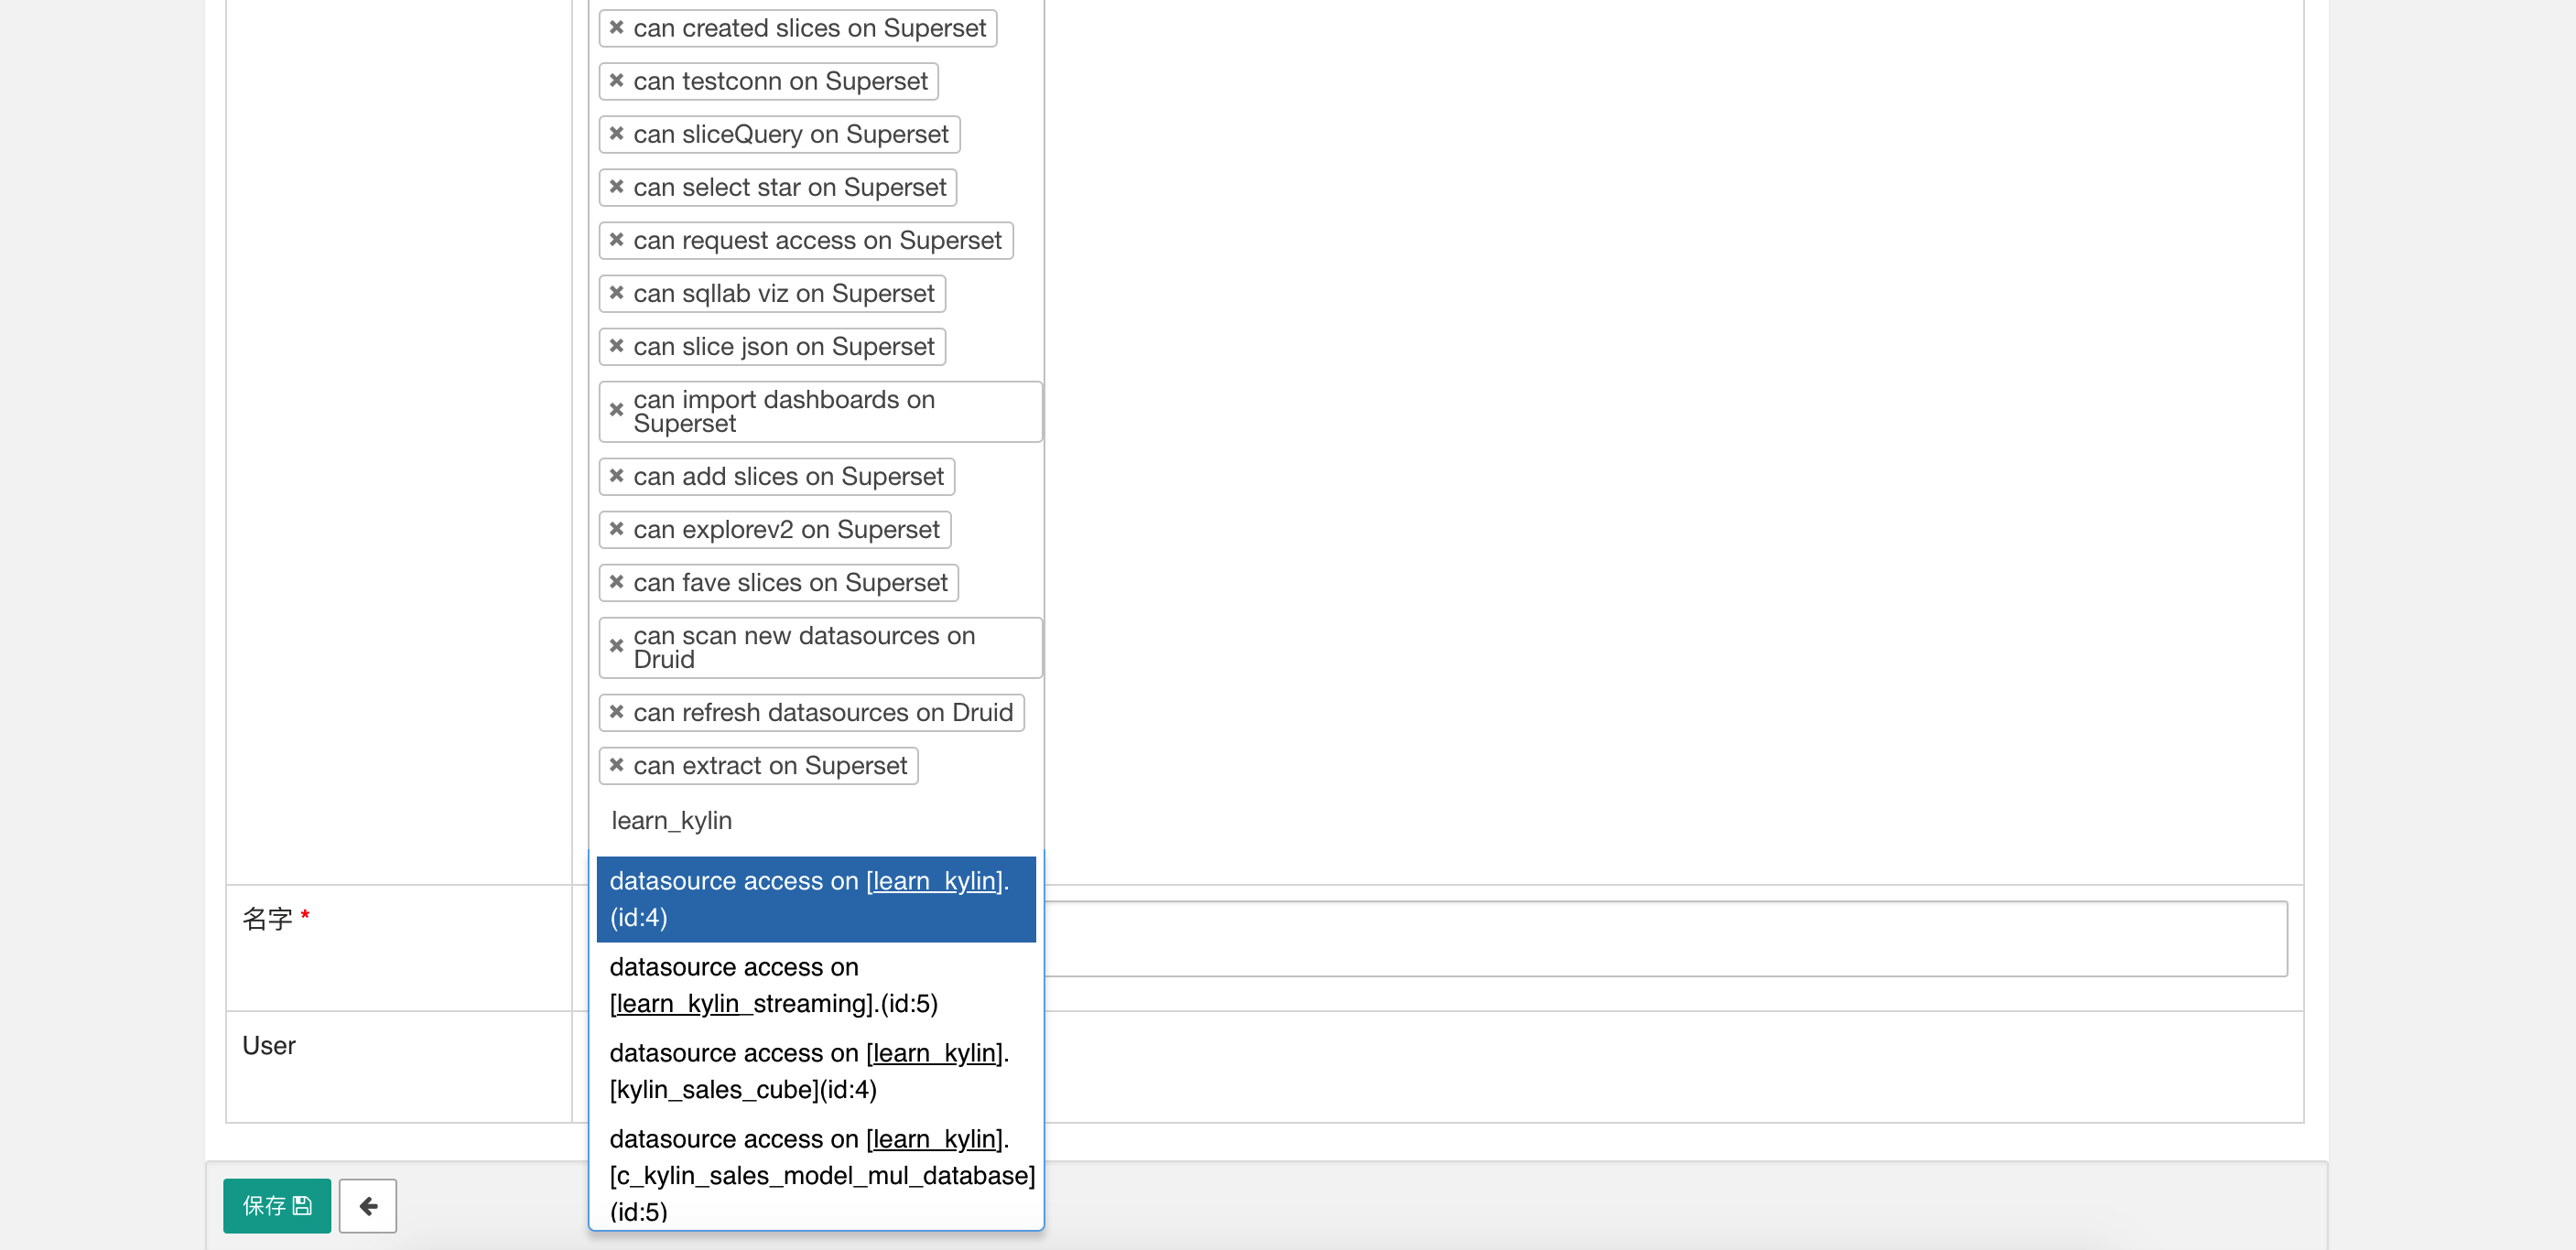 ✖ can created slices on Superset
✖ can testconn on Superset
✖ can sliceQuery on Superset
✖ can select star on Superset
✖ can request access on Superset
✖ can sqllab viz on Superset
✖ can slice json on Superset
✖ can import dashboards on
Superset
✖ can add slices on Superset
✖ can explorev2 on Superset
✖ can fave slices on Superset
✖ can scan new datasources on
Druid
✖ can refresh datasources on Druid
✖ can extract on Superset
learn_kylin
datasource access on [learn_kylin].
(id:4)
datasource access on
[learn_kylin_streaming].(id:5)
datasource access on [learn_kylin].
[kylin_sales_cube](id:4)
datasource access on [learn_kylin].
[c_kylin_sales_model_mul_database]
(id:5)
名字 *
User
保存